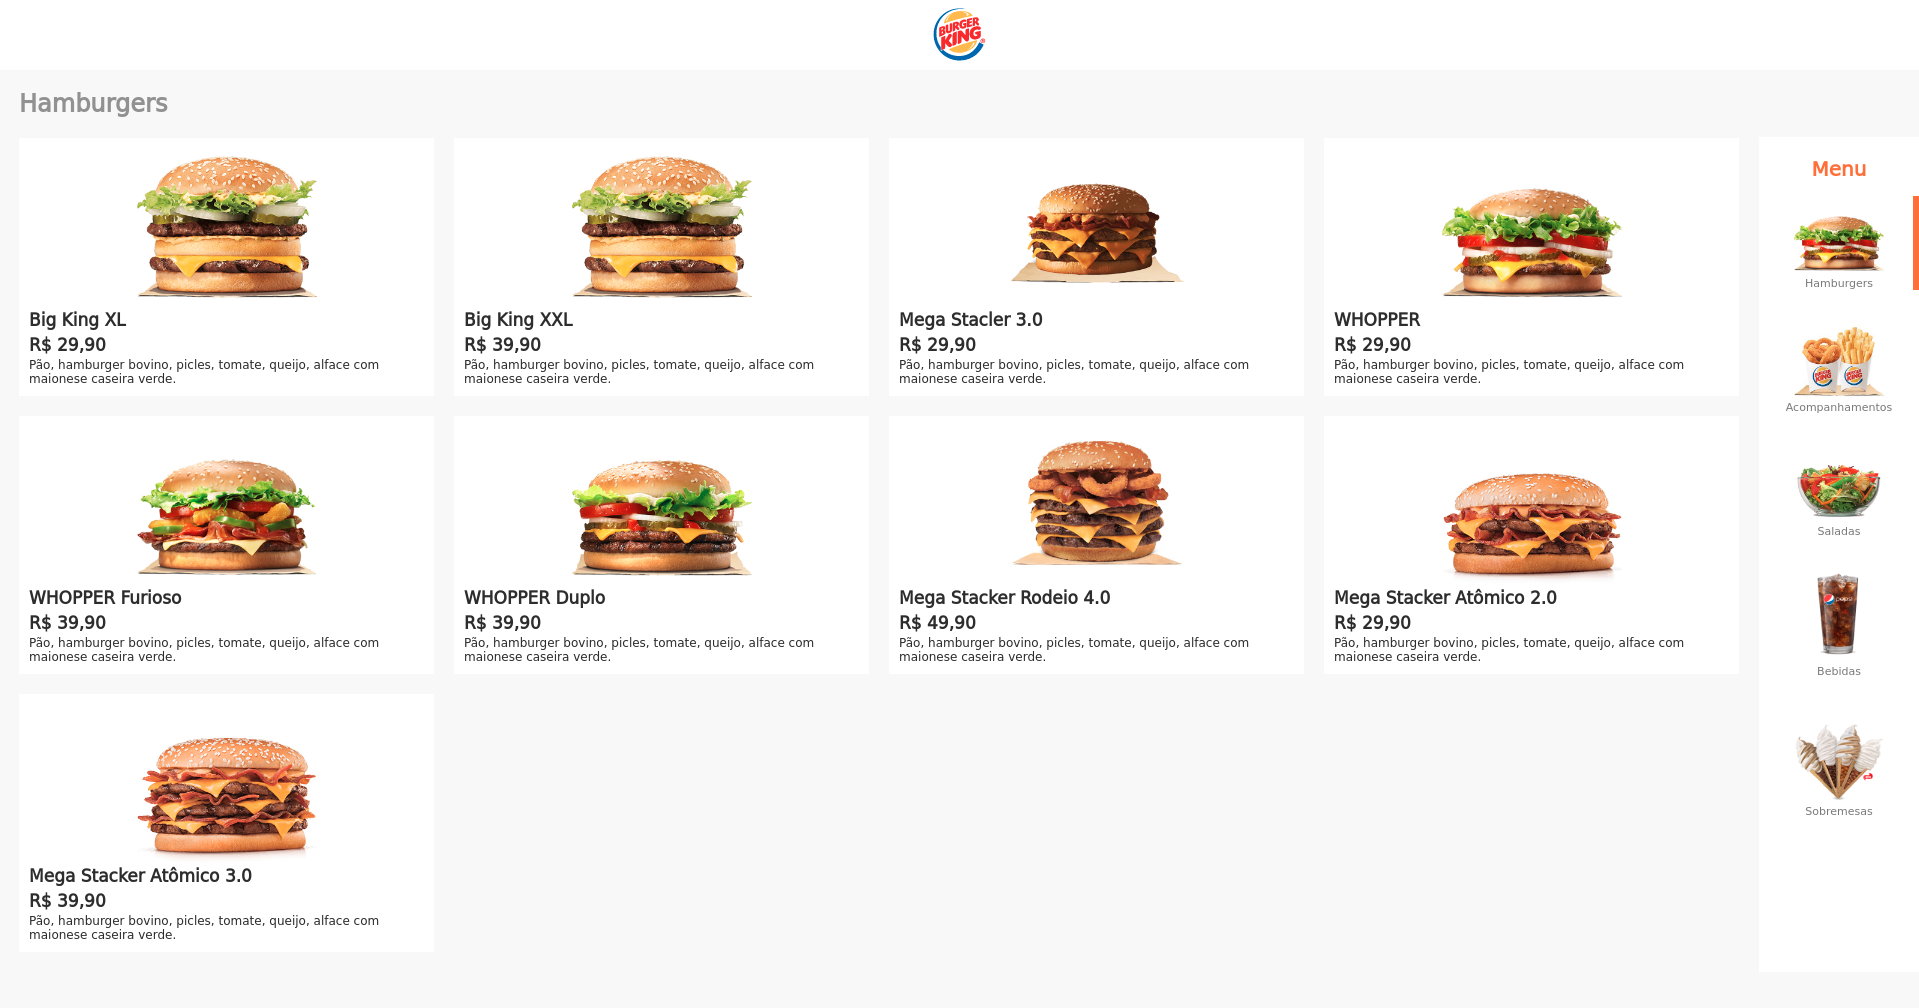 BURGER
KING
Hamburgers
Big King XL
R$ 29,90
Pão, hamburger bovino, picles, tomate, queijo, alface com
maionese caseira verde.
Big King XXL
R$ 39,90
Pão, hamburger bovino, picles, tomate, queijo, alface com
maionese caseira verde.
Mega Stacler 3.0
R$ 29,90
Pão, hamburger bovino, picles, tomate, queijo, alface com
maionese caseira verde.
WHOPPER
R$ 29,90
Pão, hamburger bovino, picles, tomate, queijo, alface com
maionese caseira verde.
WHOPPER Furioso
R$ 39,90
Pão, hamburger bovino, picles, tomate, queijo, alface com
maionese caseira verde.
WHOPPER Duplo
R$ 39,90
Pão, hamburger bovino, picles, tomate, queijo, alface com
maionese caseira verde.
Mega Stacker Rodeio 4.0
R$ 49,90
Pão, hamburger bovino, picles, tomate, queijo, alface com
maionese caseira verde.
Mega Stacker Atômico 2.0
R$ 29,90
Pão, hamburger bovino, picles, tomate, queijo, alface com
maionese caseira verde.
Mega Stacker Atômico 3.0
R$ 39,90
Pão, hamburger bovino, picles, tomate, queijo, alface com
maionese caseira verde.
Menu
Hamburgers
BURGER
KING
BURGER
KING
Acompanhamentos
Saladas
pepsi
Bebidas
Sobremesas